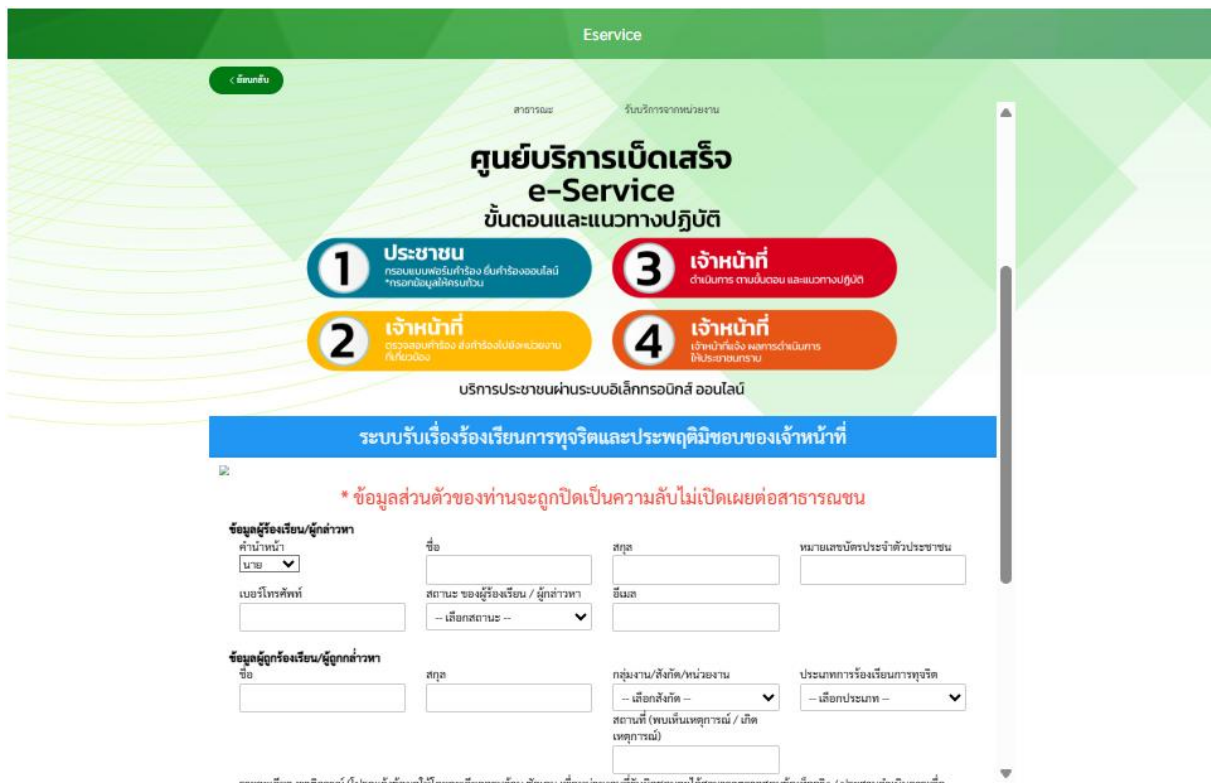 Eservice
< ย้อนกลับ
สาธารณะ รับบริการจากหน่วยงาน
ศูนย์บริการเบ็ดเสร็จ
e-Service
ขั้นตอนและแนวทางปฏิบัติ
1 ประชาชน
กรอบแบบฟอร์มคำร้อง ยื่นคำร้องออนไลน์
*กรอกข้อมูลให้ครบถ้วน
3 เจ้าหน้าที่
ดำเนินการ ตามขั้นตอน และแนวทางปฏิบัติ
2 เจ้าหน้าที่
ตรวจสอบคำร้อง ส่งคำร้องไปยังหน่วยงาน
ที่เกี่ยวข้อง
4 เจ้าหน้าที่
เจ้าหน้าที่แจ้ง ผลการดำเนินการ
ให้ประชาชนทราบ
บริการประชาชนผ่านระบบอิเล็กทรอนิกส์ ออนไลน์
ระบบรับเรื่องร้องเรียนการทุจริตและประพฤติมิชอบของเจ้าหน้าที่
* ข้อมูลส่วนตัวของท่านจะถูกปิดเป็นความลับไม่เปิดเผยต่อสาธารณชน
ข้อมูลผู้ร้องเรียน/ผู้กล่าวหา
คำนำหน้า ชื่อ สกุล หมายเลขบัตรประจำตัวประชาชน
นาย
เบอร์โทรศัพท์ สถานะ ของผู้ร้องเรียน / ผู้กล่าวหา อีเมล
-- เลือกสถานะ --
ข้อมูลผู้ถูกร้องเรียน/ผู้ถูกกล่าวหา
ชื่อ สกุล กลุ่มงาน/สังกัด/หน่วยงาน ประเภทการร้องเรียนการทุจริต
-- เลือกสังกัด -- -- เลือกประเภท --
สถานที่ (พบเห็นเหตุการณ์ / เกิด
เหตุการณ์)